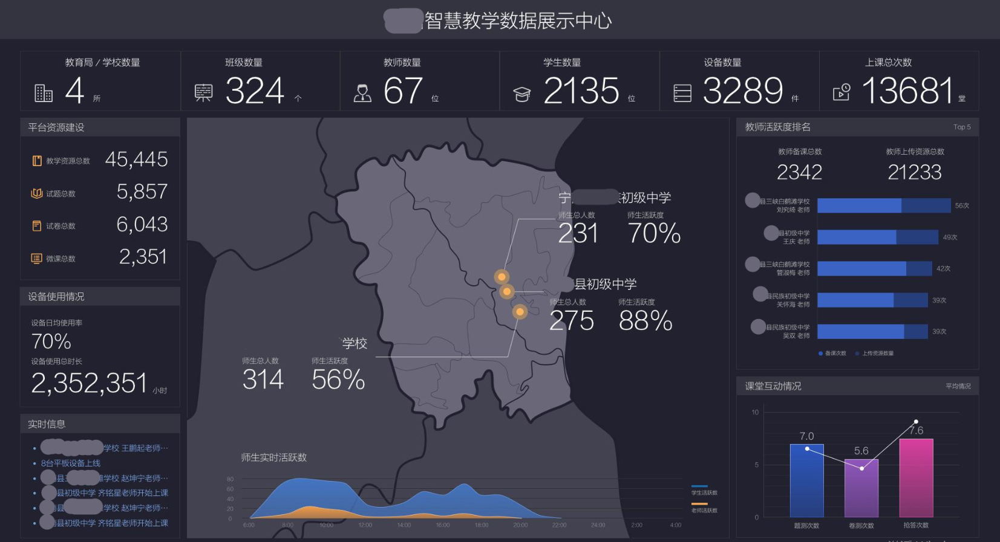 智慧教学数据展示中心
教育局 / 学校数量
4 所
班级数量
324 个
教师数量
67 位
学生数量
2135 位
设备数量
3289 件
上课总次数
13681 堂
平台资源建设
教学资源总数 45,445
试题总数 5,857
试卷总数 6,043
微课总数 2,351
设备使用情况
设备日均使用率
70%
设备使用总时长
2,352,351 小时
实时信息
学校 王鹏起老师…
8台平板设备上线
县 学校 赵坤宁老师…
县初级中学 齐铭星老师开始上课
县 学校 赵坤宁老师…
县初级中学 齐铭星老师开始上课
宁 初级中学
师生总人数 师生活跃度
231 70%
县初级中学
师生总人数 师生活跃度
275 88%
学校
师生总人数 师生活跃度
314 56%
师生实时活跃数
80
60
40
20
0
6:00 8:00 10:00 12:00 14:00 16:00 18:00 20:00 22:00 24:00 2:00 4:00
学生活跃数
老师活跃数
教师活跃度排名 Top 5
教师备课总数 教师上传资源总数
2342 21233
县三峡白鹤滩学校
刘究绮 老师 56次
县初级中学
王庆 老师 49次
县三峡白鹤滩学校
管淑梅 老师 42次
县民族初级中学
关怀海 老师 39次
县民族初级中学
吴双 老师 39次
备课次数 上传资源数量
课堂互动情况 平均情况
10
5
0
7.0
5.6
7.6
题测次数 卷测次数 抢答次数